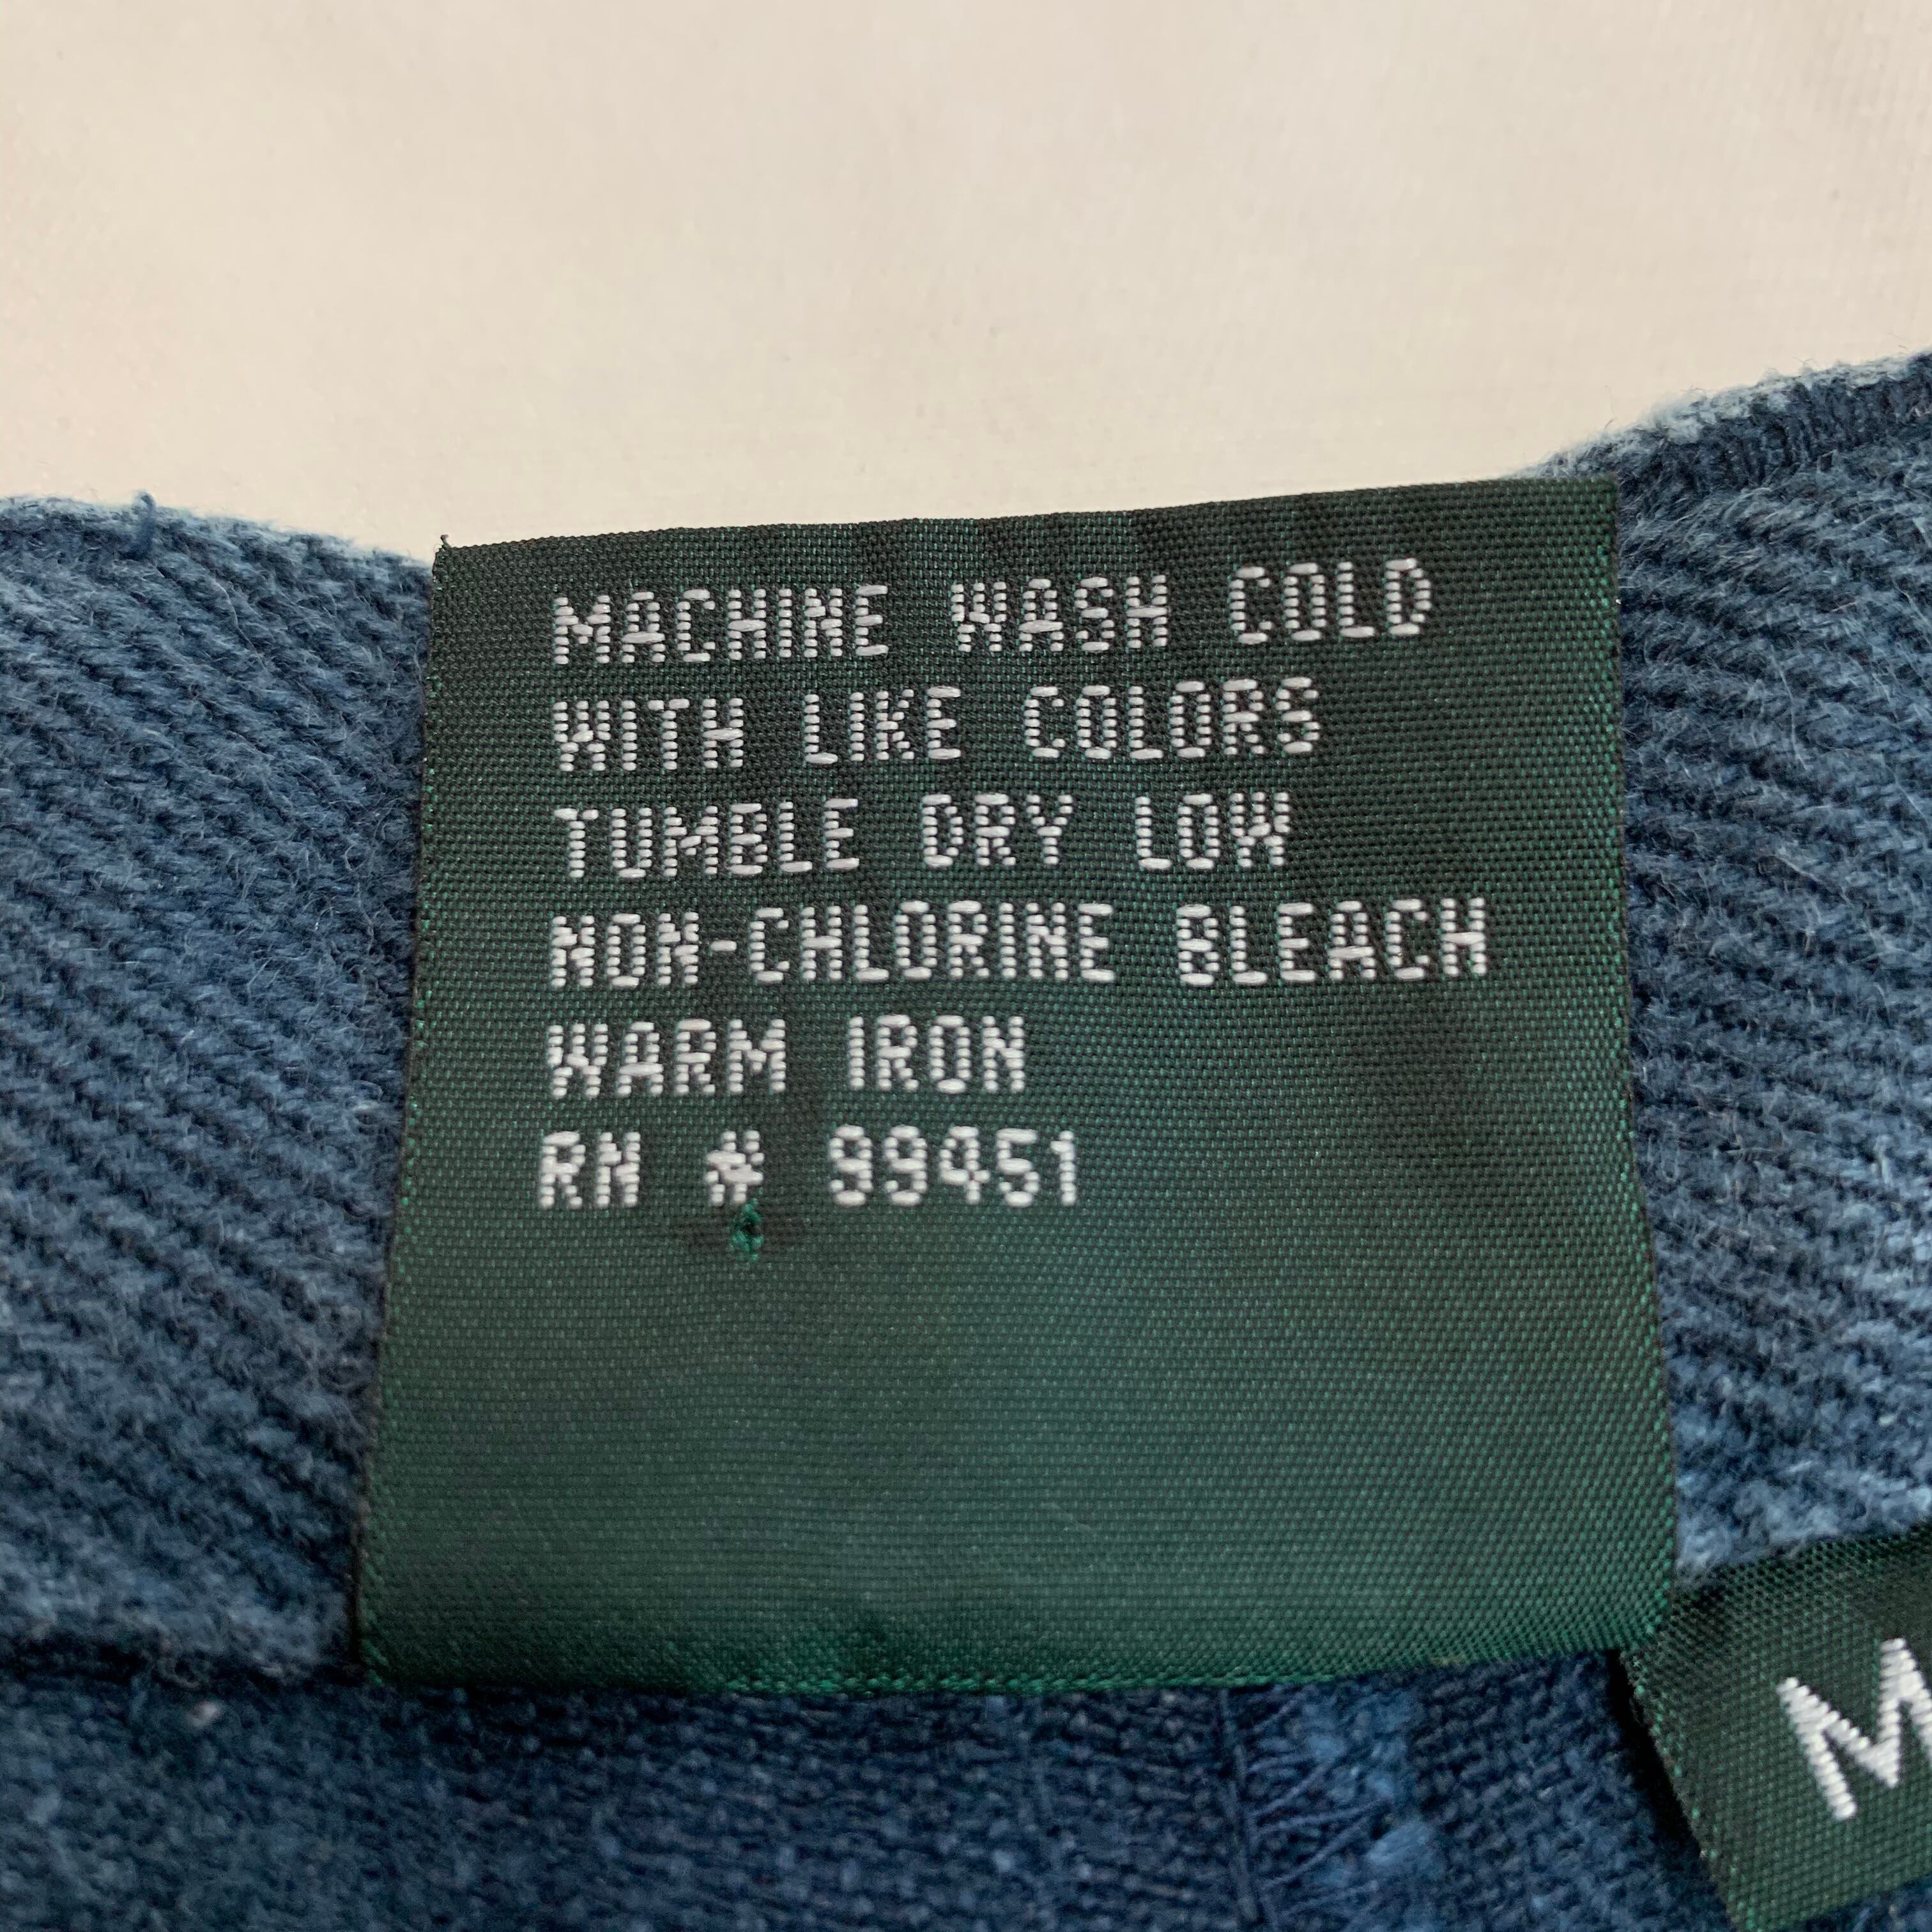 MACHINE WASH COLD
WITH LIKE COLORS
TUMBLE DRY LOW
NON-CHLORINE BLEACH
WARM IRON
RN # 99451
M